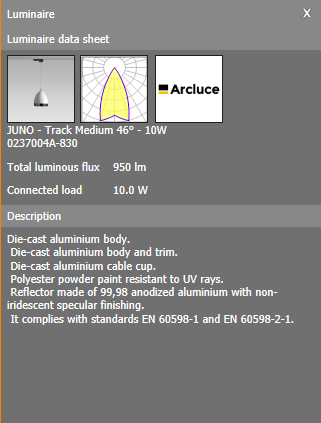 Luminaire X
Luminaire data sheet
Arcluce
JUNO - Track Medium 46° - 10W
0237004A-830
Total luminous flux 950 lm
Connected load 10.0 W
Description
Die-cast aluminium body.
Die-cast aluminium body and trim.
Die-cast aluminium cable cup.
Polyester powder paint resistant to UV rays.
Reflector made of 99,98 anodized aluminium with non-
iridescent specular finishing.
It complies with standards EN 60598-1 and EN 60598-2-1.